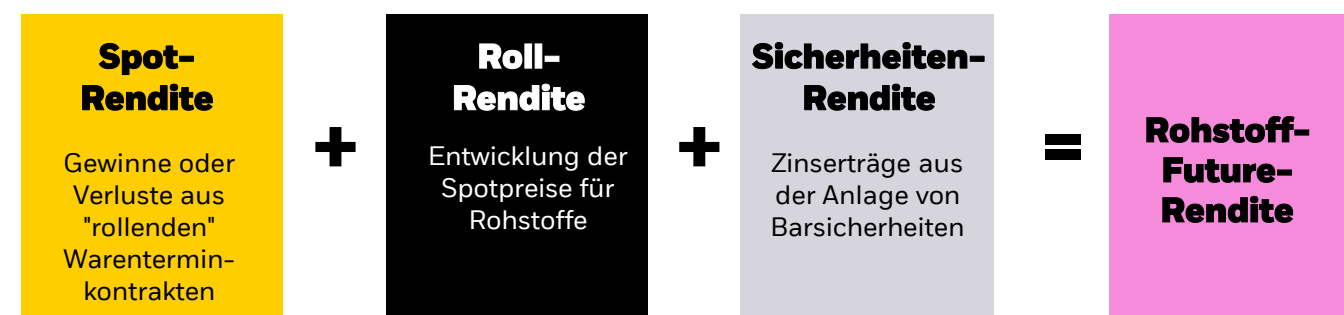 Spot-
Rendite
Gewinne oder
Verluste aus
"rollenden"
Warentermin-
kontrakten
+
Roll-
Rendite
Entwicklung der
Spotpreise für
Rohstoffe
+
Sicherheiten-
Rendite
Zinserträge aus
der Anlage von
Barsicherheiten
=
Rohstoff-
Future-
Rendite